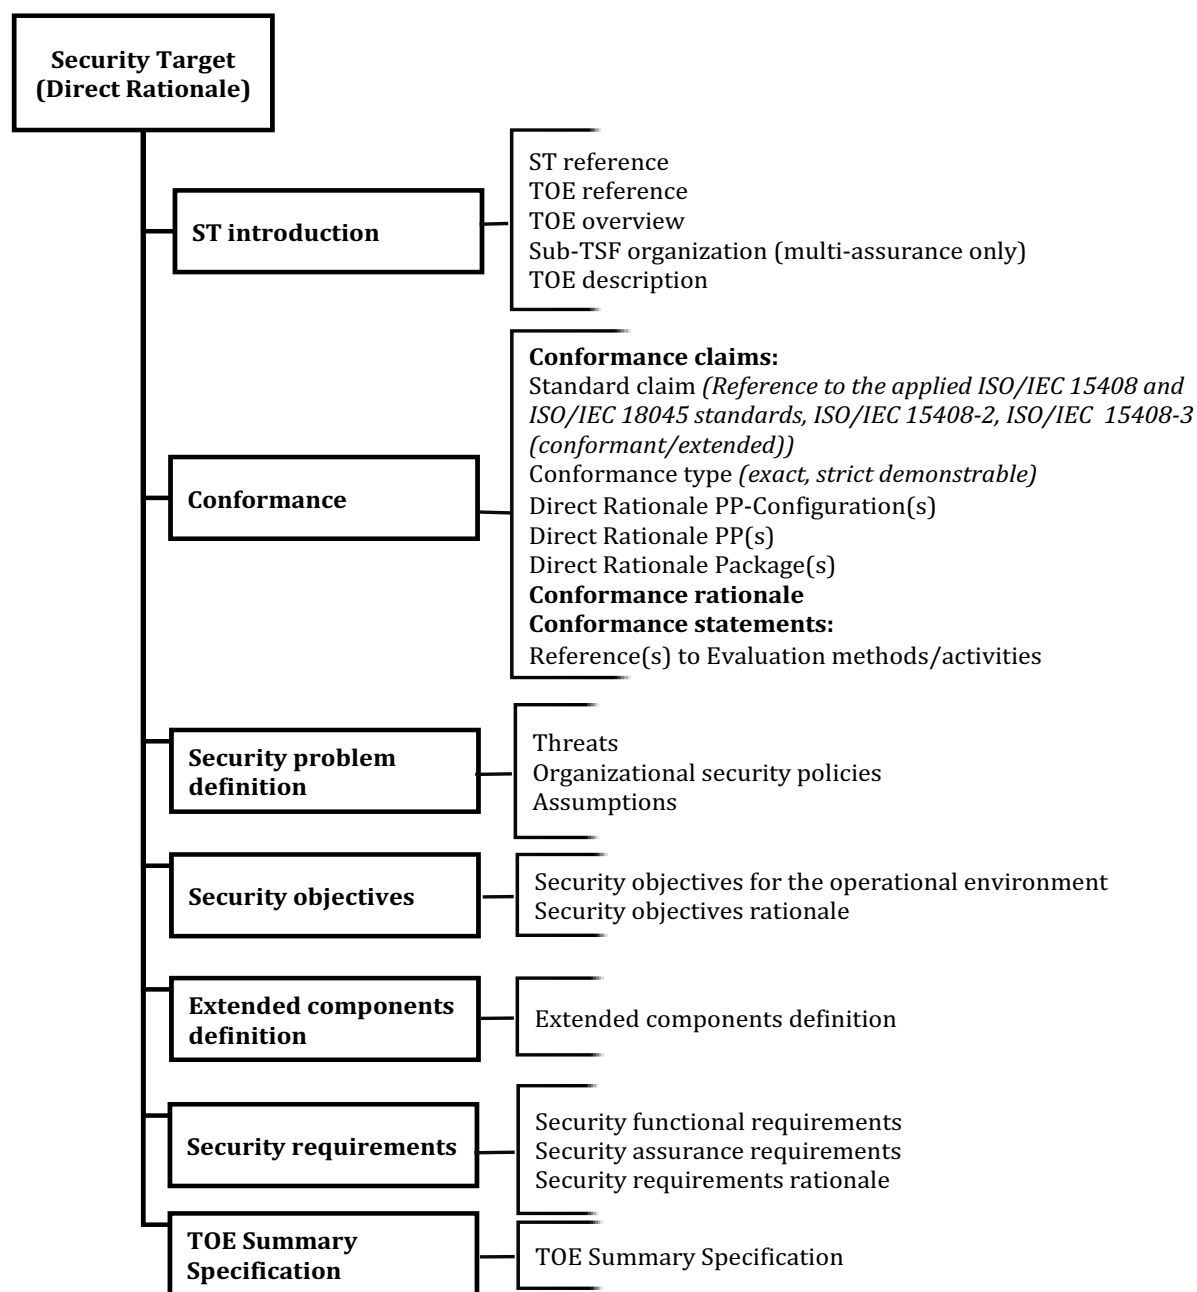 Security Target
(Direct Rationale)
ST introduction
ST reference
TOE reference
TOE overview
Sub-TSF organization (multi-assurance only)
TOE description
Conformance
Conformance claims:
Standard claim (Reference to the applied ISO/IEC 15408 and
ISO/IEC 18045 standards, ISO/IEC 15408-2, ISO/IEC 15408-3
(conformant/extended))
Conformance type (exact, strict demonstrable)
Direct Rationale PP-Configuration(s)
Direct Rationale PP(s)
Direct Rationale Package(s)
Conformance rationale
Conformance statements:
Reference(s) to Evaluation methods/activities
Security problem
definition
Threats
Organizational security policies
Assumptions
Security objectives
Security objectives for the operational environment
Security objectives rationale
Extended components
definition
Extended components definition
Security requirements
Security functional requirements
Security assurance requirements
Security requirements rationale
TOE Summary
Specification
TOE Summary Specification